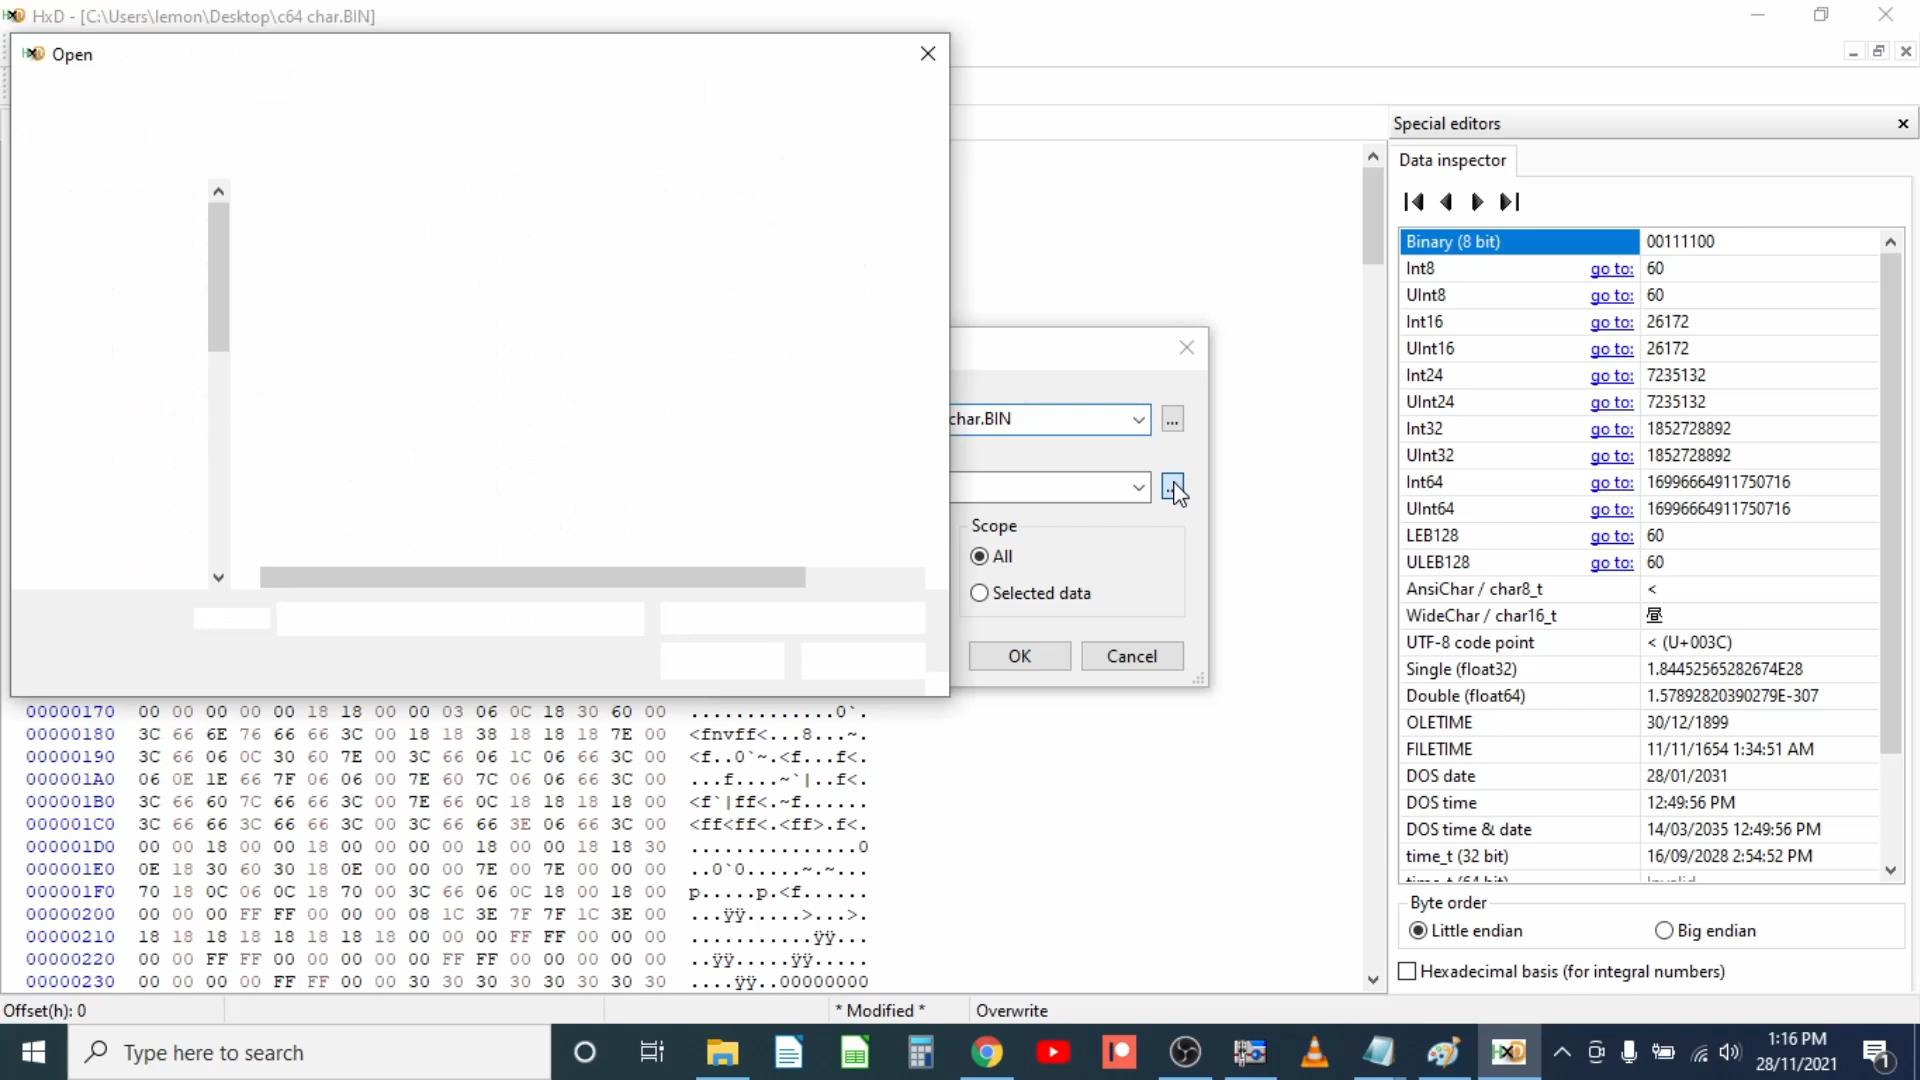 HxD - [C:\Users\lemon\Desktop\c64 char.BIN]
Open
char.BIN
...
Scope
All
Selected data
OK
Cancel
00000170 00 00 00 00 00 18 18 00 00 03 06 0C 18 30 60 00 .............0`.
00000180 3C 66 6E 76 66 66 3C 00 18 18 38 18 18 18 7E 00 <fnvff<...8...~.
00000190 3C 66 06 0C 30 60 7E 00 3C 66 06 1C 06 66 3C 00 <f..0`~.<f...f<.
000001A0 06 0E 1E 66 7F 06 06 00 7E 60 7C 06 06 66 3C 00 ...f....~`|..f<.
000001B0 3C 66 60 7C 66 66 3C 00 7E 66 0C 18 18 18 18 00 <f`|ff<.~f......
000001C0 3C 66 66 3C 66 66 3C 00 3C 66 66 3E 06 66 3C 00 <ff<ff<.<ff>.f<.
000001D0 00 00 18 00 00 18 00 00 00 00 18 00 00 18 18 30 ...............0
000001E0 0E 18 30 60 30 18 0E 00 00 00 7E 00 7E 00 00 00 ..0`0.....~.~...
000001F0 70 18 0C 06 0C 18 70 00 3C 66 06 0C 18 00 18 00 p.....p.<f......
00000200 00 00 00 FF FF 00 00 00 08 1C 3E 7F 7F 1C 3E 00 ...ÿÿ.....>...>.
00000210 18 18 18 18 18 18 18 18 00 00 00 FF FF 00 00 00 ...........ÿÿ...
00000220 00 00 FF FF 00 00 00 00 00 FF FF 00 00 00 00 00 ..ÿÿ.....ÿÿ.....
00000230 00 00 00 00 FF FF 00 00 30 30 30 30 30 30 30 30 ....ÿÿ..00000000
Special editors
Data inspector
Binary (8 bit) 00111100
Int8 go to: 60
UInt8 go to: 60
Int16 go to: 26172
UInt16 go to: 26172
Int24 go to: 7235132
UInt24 go to: 7235132
Int32 go to: 1852728892
UInt32 go to: 1852728892
Int64 go to: 16996664911750716
UInt64 go to: 16996664911750716
LEB128 go to: 60
ULEB128 go to: 60
AnsiChar / char8_t <
WideChar / char16_t 昼
UTF-8 code point < (U+003C)
Single (float32) 1.84452565282674E28
Double (float64) 1.57892820390279E-307
OLETIME 30/12/1899
FILETIME 11/11/1654 1:34:51 AM
DOS date 28/01/2031
DOS time 12:49:56 PM
DOS time & date 14/03/2035 12:49:56 PM
time_t (32 bit) 16/09/2028 2:54:52 PM
time_t (64 bit) Invalid
Byte order
Little endian Big endian
Hexadecimal basis (for integral numbers)
Offset(h): 0 * Modified * Overwrite
Type here to search
1:16 PM
28/11/2021
1